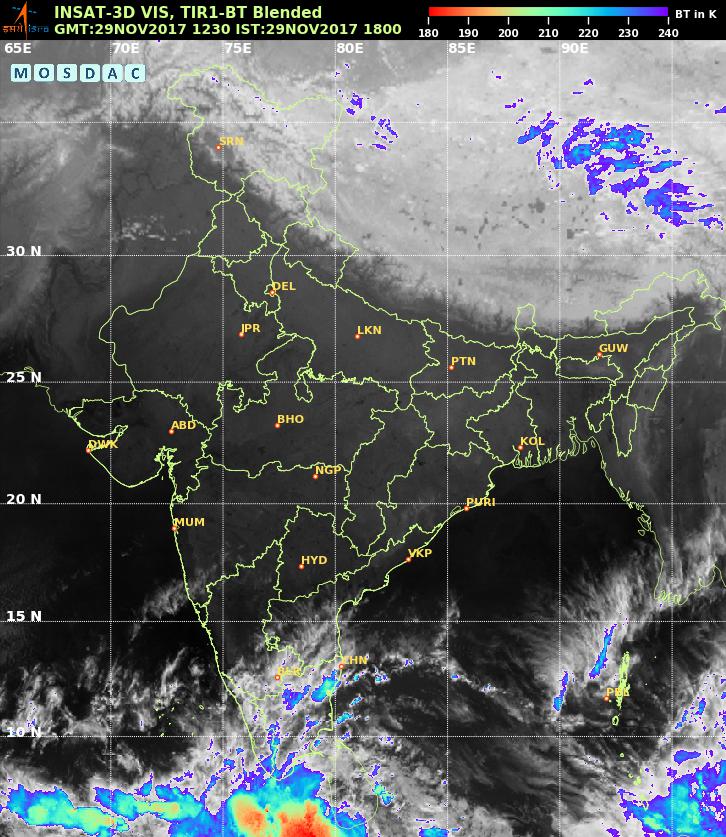 INSAT-3D VIS, TIR1-BT Blended
GMT:29NOV2017 1230 IST:29NOV2017 1800
BT in K
180 190 200 210 220 230 240
65E 70E 75E 80E 85E 90E
M O S D A C
SRN
30 N
DEL
JPR LKN
GUW
PTN
25 N
ABD BHO
DWK KOL
NGP
20 N PURI
MUM
VKP
HYD
15 N
CHN
PBL
10 N